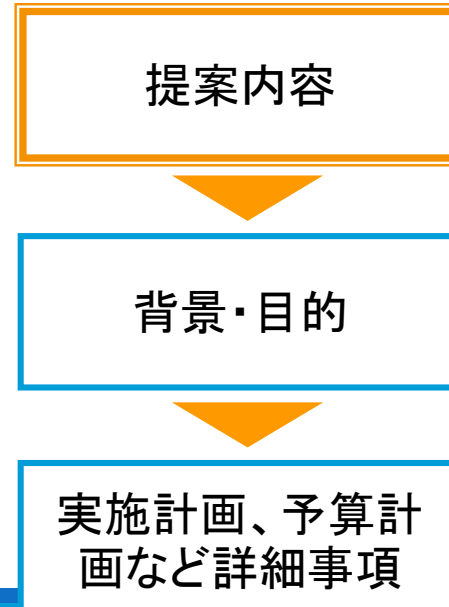 提案内容
背景・目的
実施計画、予算計
画など詳細事項